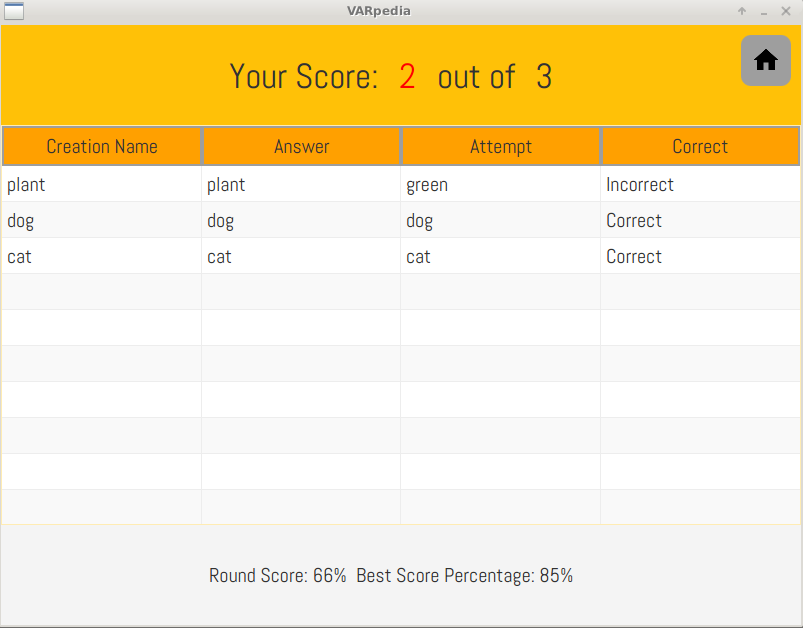 VARpedia
Your Score: 2 out of 3
Creation Name Answer Attempt Correct
plant plant green Incorrect
dog dog dog Correct
cat cat cat Correct
Round Score: 66% Best Score Percentage: 85%